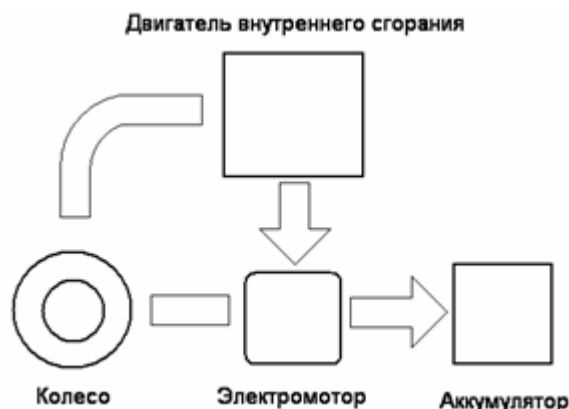 Двигатель внутреннего сгорания
Колесо
Электромотор
Аккумулятор